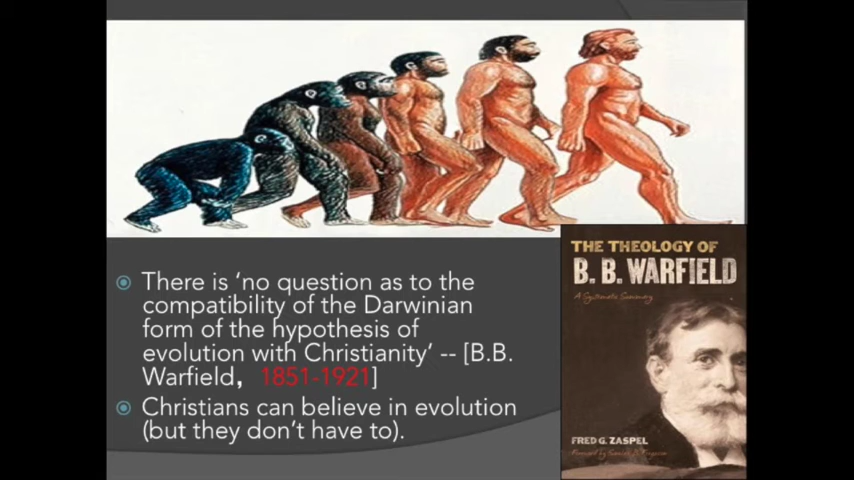 There is ‘no question as to the
compatibility of the Darwinian
form of the hypothesis of
evolution with Christianity’ -- [B.B.
Warfield, 1851-1921]
Christians can believe in evolution
(but they don’t have to).
THE THEOLOGY OF
B. B. WARFIELD
A Systematic Summary
FRED G. ZASPEL
Foreword by